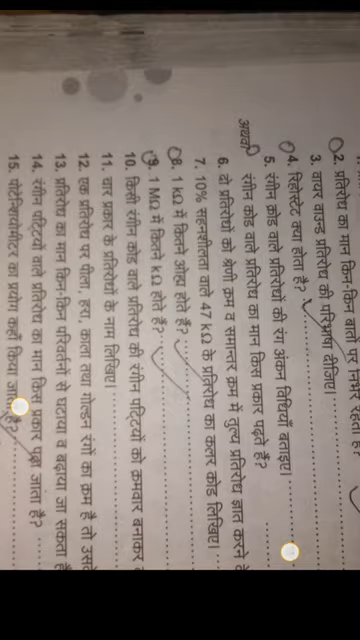 2. प्रतिरोध का मान किन-किन बातों पर निर्भर रहता है?
3. वायर वाउन्ड प्रतिरोध की परिभाषा दीजिए।
4. रिहोस्टेट क्या होता है?
5. रंगीन कोड वाले प्रतिरोधों की रंग अंकन विधियाँ बताइए।
अथवा रंगीन कोड वाले प्रतिरोध का मान किस प्रकार पढ़ते हैं?
6. दो प्रतिरोधों को श्रेणी क्रम व समान्तर क्रम में तुल्य प्रतिरोध ज्ञात करने
7. 10% सहनशीलता वाले 47 kΩ के प्रतिरोध का कलर कोड लिखिए।
8. 1 kΩ में कितने ओह्म होते हैं?
9. 1 MΩ में कितने kΩ होते हैं?
10. किसी रंगीन कोड वाले प्रतिरोध की रंगीन पट्टियों को क्रमवार बनाकर
11. चार प्रकार के प्रतिरोधों के नाम लिखिए।
12. एक प्रतिरोध पर पीला, हरा, काला तथा गोल्डन रंगों का क्रम है तो
13. प्रतिरोध का मान किन-किन परिवर्तनों से घटाया व बढ़ाया जा सकता
14. रंगीन पट्टियों वाले प्रतिरोध का मान किस प्रकार पढ़ा जाता है?
15. पोटेन्शियोमीटर का प्रयोग कहाँ किया जाता है?